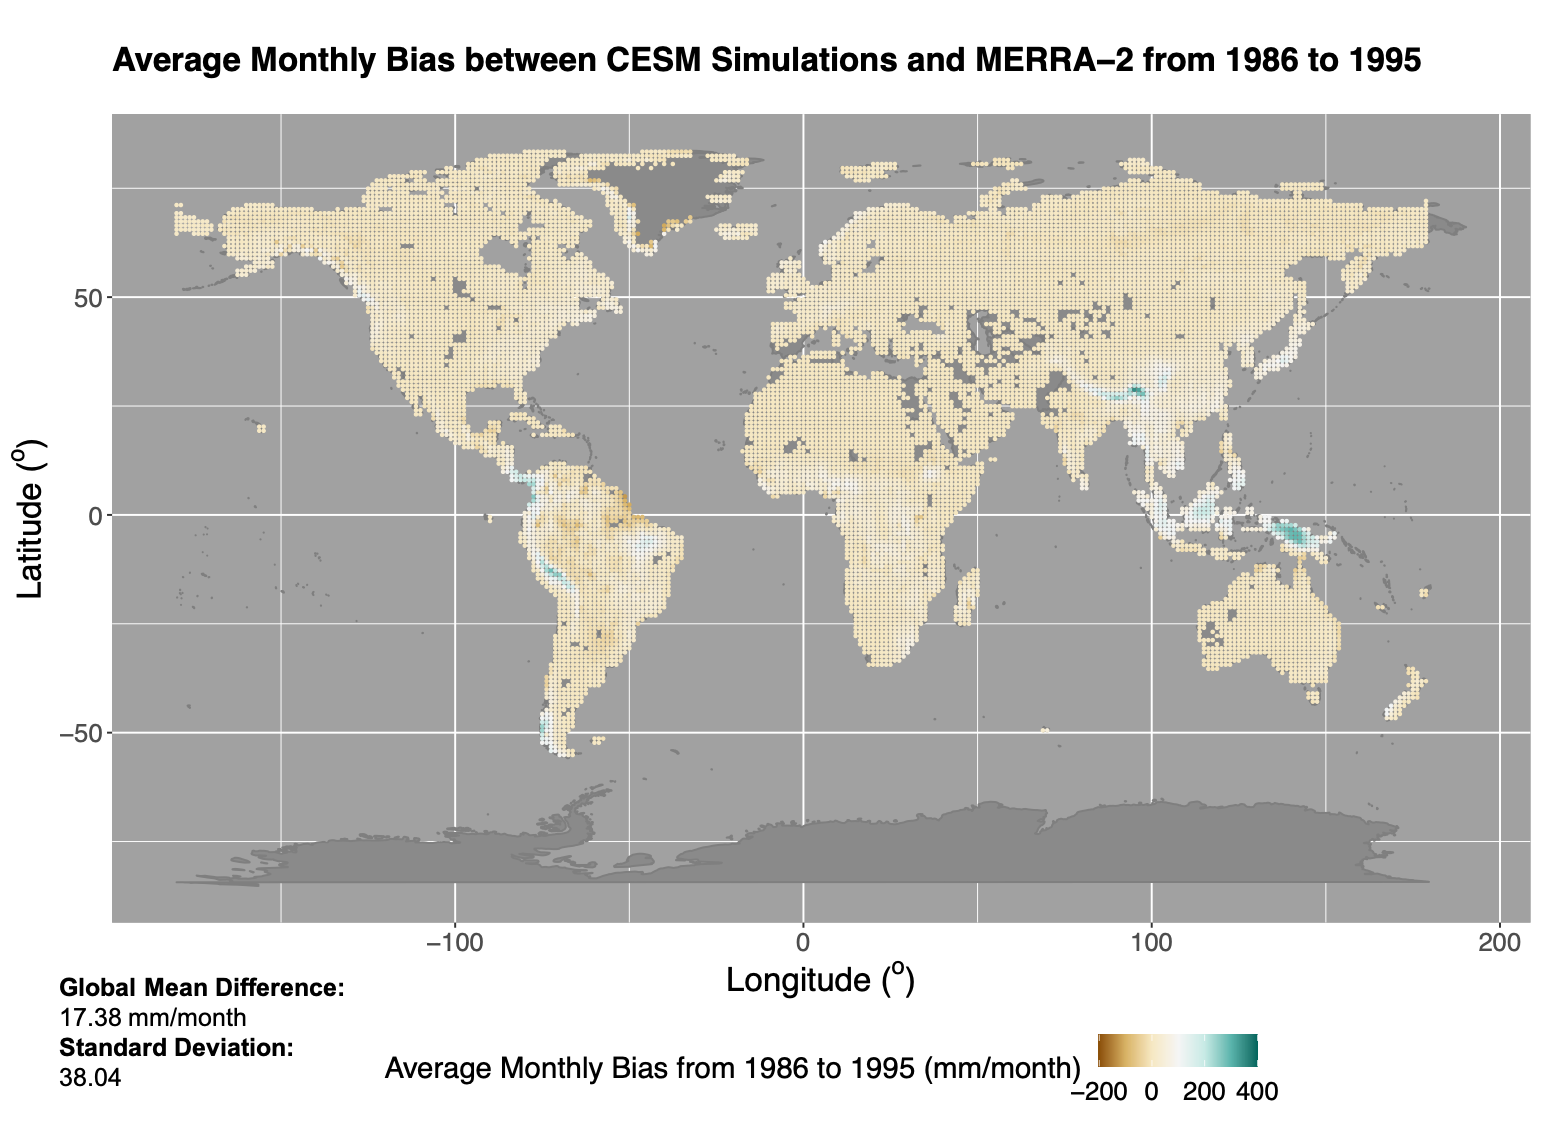 Average Monthly Bias between CESM Simulations and MERRA−2 from 1986 to 1995
Latitude (°)
50
0
−50
−100
0
100
200
Longitude (°)
Global Mean Difference:
17.38 mm/month
Standard Deviation:
38.04
Average Monthly Bias from 1986 to 1995 (mm/month)
−200 0 200 400